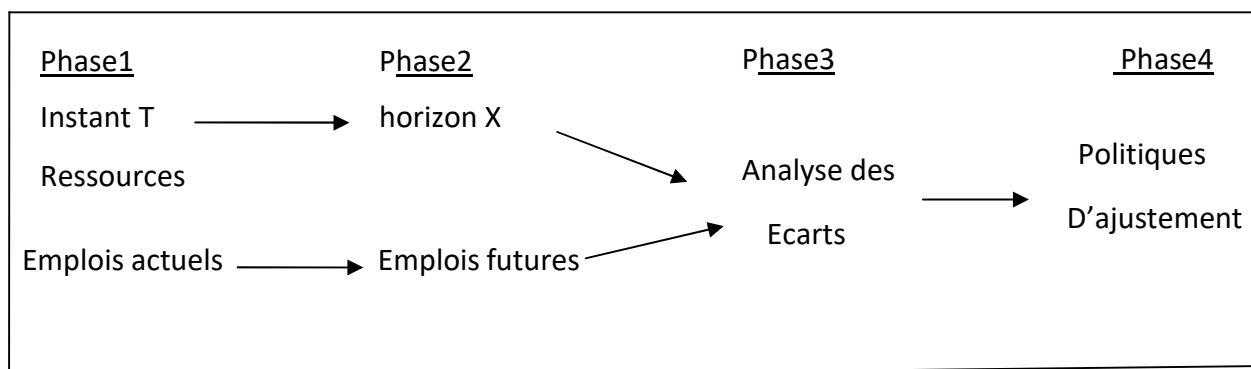 Phase1
Phase2
Phase3
Phase4
Instant T
horizon X
Ressources
Analyse des
Ecarts
Politiques
D’ajustement
Emplois actuels
Emplois futures